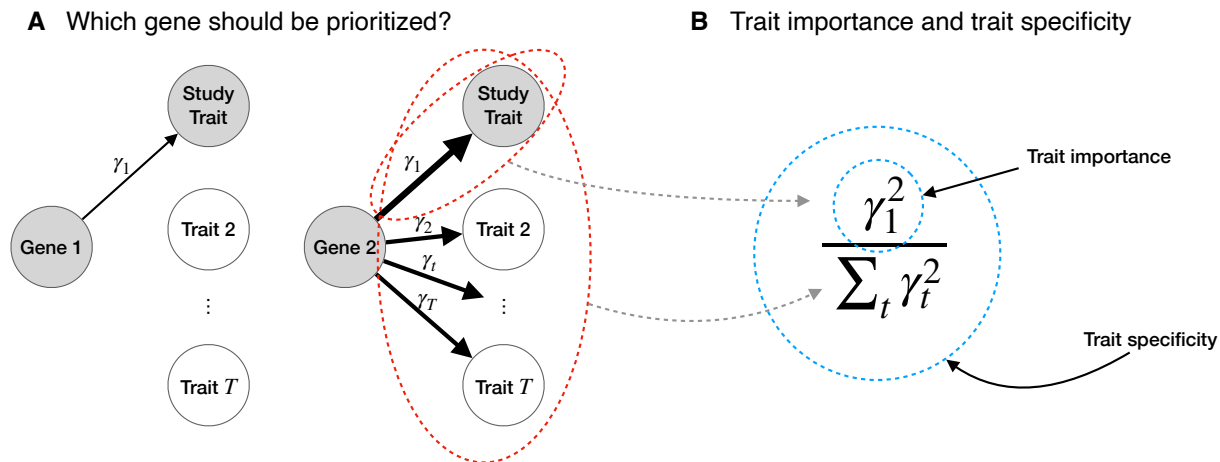 A Which gene should be prioritized?
Study
Trait
γ₁
Gene 1
Trait 2
⋮
Trait T
Study
Trait
γ₁
Gene 2
γ₂
Trait 2
γₜ
⋮
γ_T
Trait T
B Trait importance and trait specificity
Trait importance
γ₁²
∑ₜ γₜ²
Trait specificity